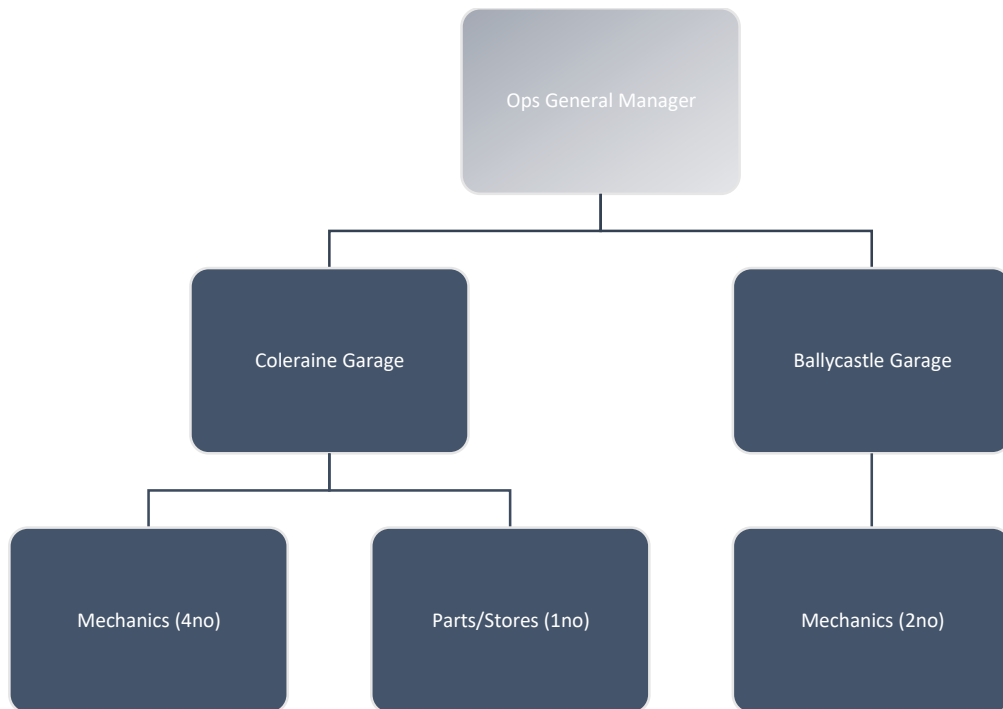 Ops General Manager
Coleraine Garage
Ballycastle Garage
Mechanics (4no)
Parts/Stores (1no)
Mechanics (2no)